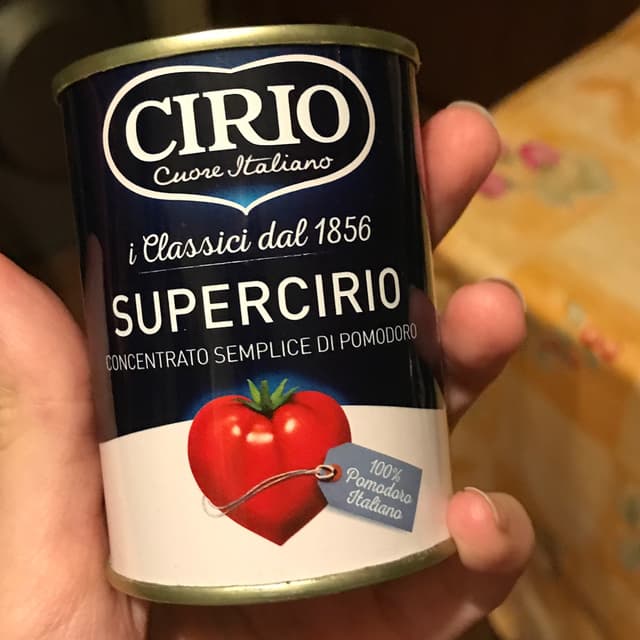 CIRIO
Cuore Italiano
i Classici dal 1856
SUPERCIRIO
CONCENTRATO SEMPLICE DI POMODORO
100%
Pomodoro
Italiano